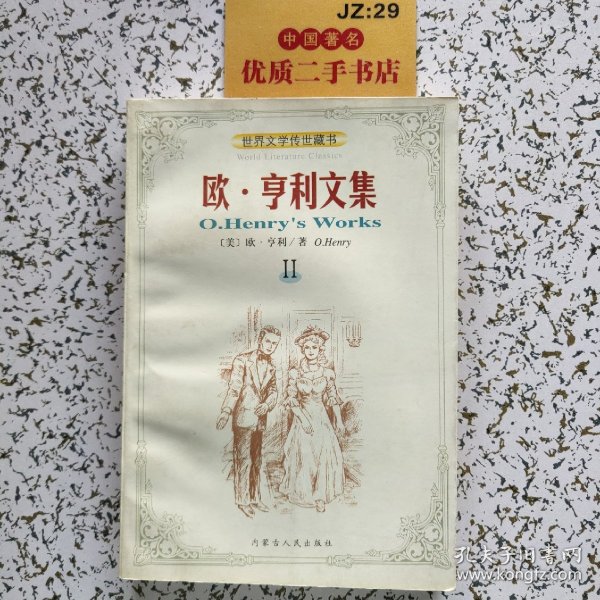 JZ:29
中国著名
优质二手书店
世界文学传世藏书
World Literature Classics
欧·亨利文集
O.Henry's Works
〔美〕欧·亨利/著 O.Henry
II
内蒙古人民出版社
孔夫子旧书网
www.kongfz.com